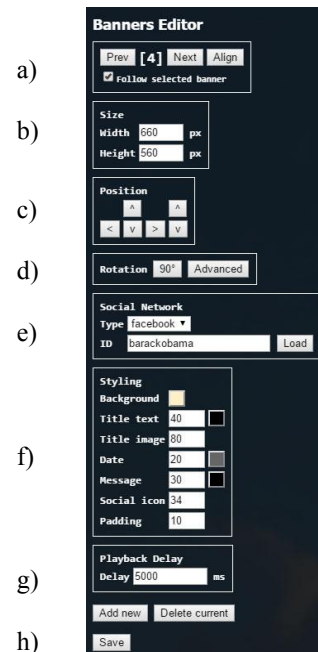 Banners Editor
a) Prev [4] Next Align
Follow selected banner
Size
b) Width 660 px
Height 560 px
Position
^ ^
c) < v > v
d) Rotation 90° Advanced
Social Network
e) Type facebook
ID barackobama Load
Styling
Background
Title text 40
Title image 80
f) Date 20
Message 30
Social icon 34
Padding 10
Playback Delay
g) Delay 5000 ms
Add new Delete current
h) Save